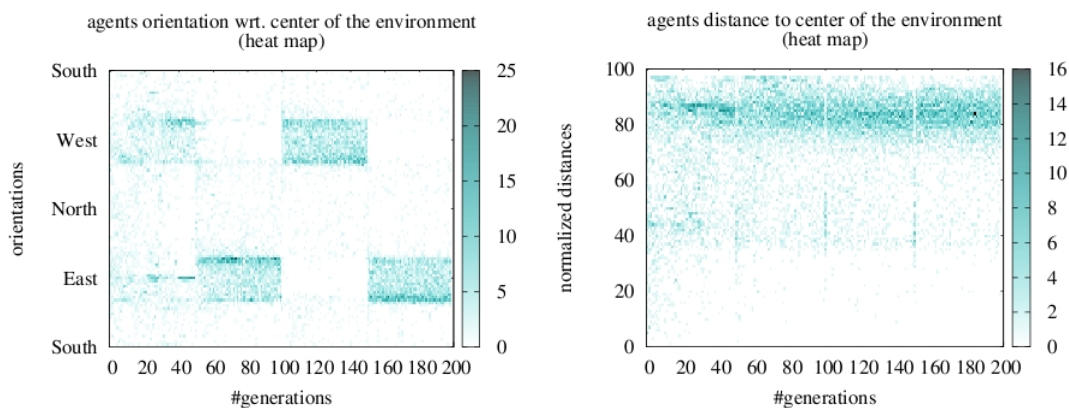 agents orientation wrt. center of the environment
(heat map)
South
West
North
East
South
orientations
0 20 40 60 80 100 120 140 160 180 200
#generations
25
20
15
10
5
0
agents distance to center of the environment
(heat map)
100
80
60
40
20
0
normalized distances
0 20 40 60 80 100 120 140 160 180 200
#generations
16
14
12
10
8
6
4
2
0